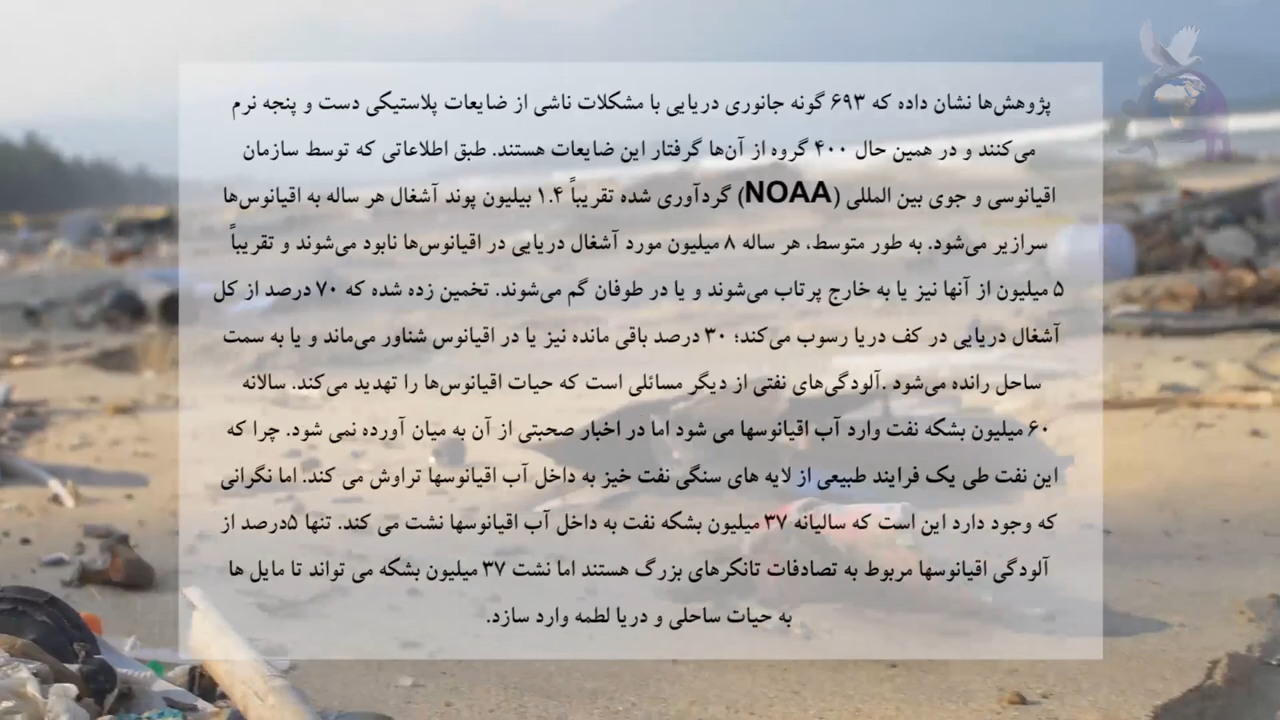 پژوهش‌ها نشان داده که ۶۹۳ گونه جانوری دریایی با مشکلات ناشی از ضایعات پلاستیکی دست و پنجه نرم
می‌کنند و در همین حال ۴۰۰ گروه از آن‌ها گرفتار این ضایعات هستند. طبق اطلاعاتی که توسط سازمان
اقیانوسی و جوی بین المللی (NOAA) گردآوری شده تقریباً ۱.۴ بیلیون پوند آشغال هر ساله به اقیانوس‌ها
سرازیر می‌شود. به طور متوسط، هر ساله ۸ میلیون مورد آشغال دریایی در اقیانوس‌ها نابود می‌شوند و تقریباً
۵ میلیون از آنها نیز یا به خارج پرتاب می‌شوند و یا در طوفان گم می‌شوند. تخمین زده شده که ۷۰ درصد از کل
آشغال دریایی در کف دریا رسوب می‌کند؛ ۳۰ درصد باقی مانده نیز یا در اقیانوس شناور می‌ماند و یا به سمت
ساحل رانده می‌شود .آلودگی‌های نفتی از دیگر مسائلی است که حیات اقیانوس‌ها را تهدید می‌کند. سالانه
۶۰ میلیون بشکه نفت وارد آب اقیانوسها می شود اما در اخبار صحبتی از آن به میان آورده نمی شود. چرا که
این نفت طی یک فرایند طبیعی از لایه های سنگی نفت خیز به داخل آب اقیانوسها تراوش می کند. اما نگرانی
که وجود دارد این است که سالیانه ۳۷ میلیون بشکه نفت به داخل آب اقیانوسها نشت می کند. تنها ۵درصد از
آلودگی اقیانوسها مربوط به تصادفات تانکرهای بزرگ هستند اما نشت ۳۷ میلیون بشکه می تواند تا مایل ها
به حیات ساحلی و دریا لطمه وارد سازد.